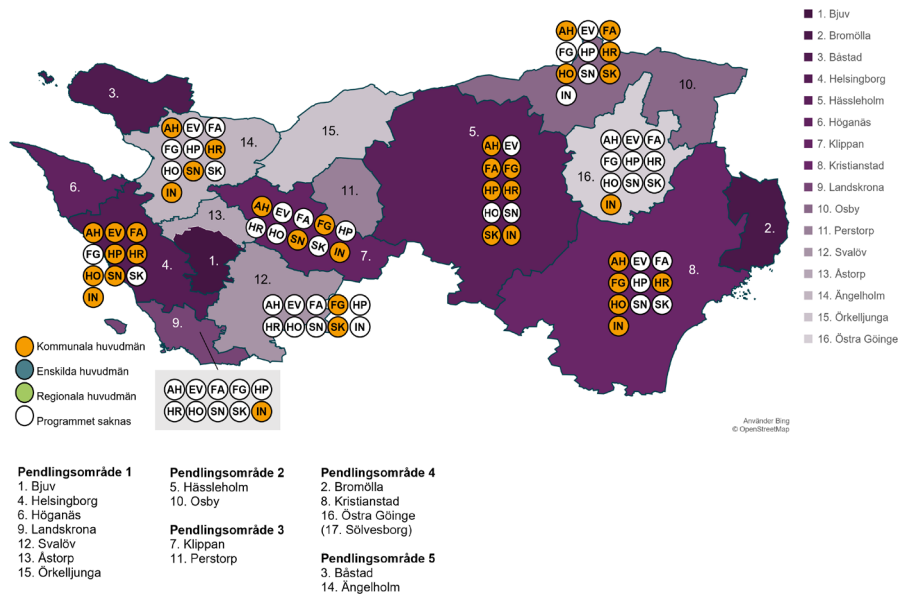 AH EV FA
FG HP HR
HO SN SK
IN
3.
AH EV FA
FG HP HR
HO SN SK
IN
14.
15.
5.
AH EV
FA FG
HP HR
HO SN
SK IN
10.
AH EV FA
FG HP HR
HO SN SK
IN
16.
6.
11.
13.
AH EV FA FG HP
HR HO SN SK IN
7.
AH EV FA
FG HP HR
HO SN SK
IN
4.
1.
12.
2.
8.
AH EV FA
FG HP HR
HO SN SK
IN
AH EV FA FG HP
HR HO SN SK IN
9.
AH EV FA FG HP
HR HO SN SK IN
Kommunala huvudmän
Enskilda huvudmän
Regionala huvudmän
Programmet saknas
1. Bjuv
2. Bromölla
3. Båstad
4. Helsingborg
5. Hässleholm
6. Höganäs
7. Klippan
8. Kristianstad
9. Landskrona
10. Osby
11. Perstorp
12. Svalöv
13. Åstorp
14. Ängelholm
15. Örkelljunga
16. Östra Göinge
Använder Bing
© OpenStreetMap
Pendlingsområde 1
1. Bjuv
4. Helsingborg
6. Höganäs
9. Landskrona
12. Svalöv
13. Åstorp
15. Örkelljunga
Pendlingsområde 2
5. Hässleholm
10. Osby
Pendlingsområde 3
7. Klippan
11. Perstorp
Pendlingsområde 4
2. Bromölla
8. Kristianstad
16. Östra Göinge
(17. Sölvesborg)
Pendlingsområde 5
3. Båstad
14. Ängelholm